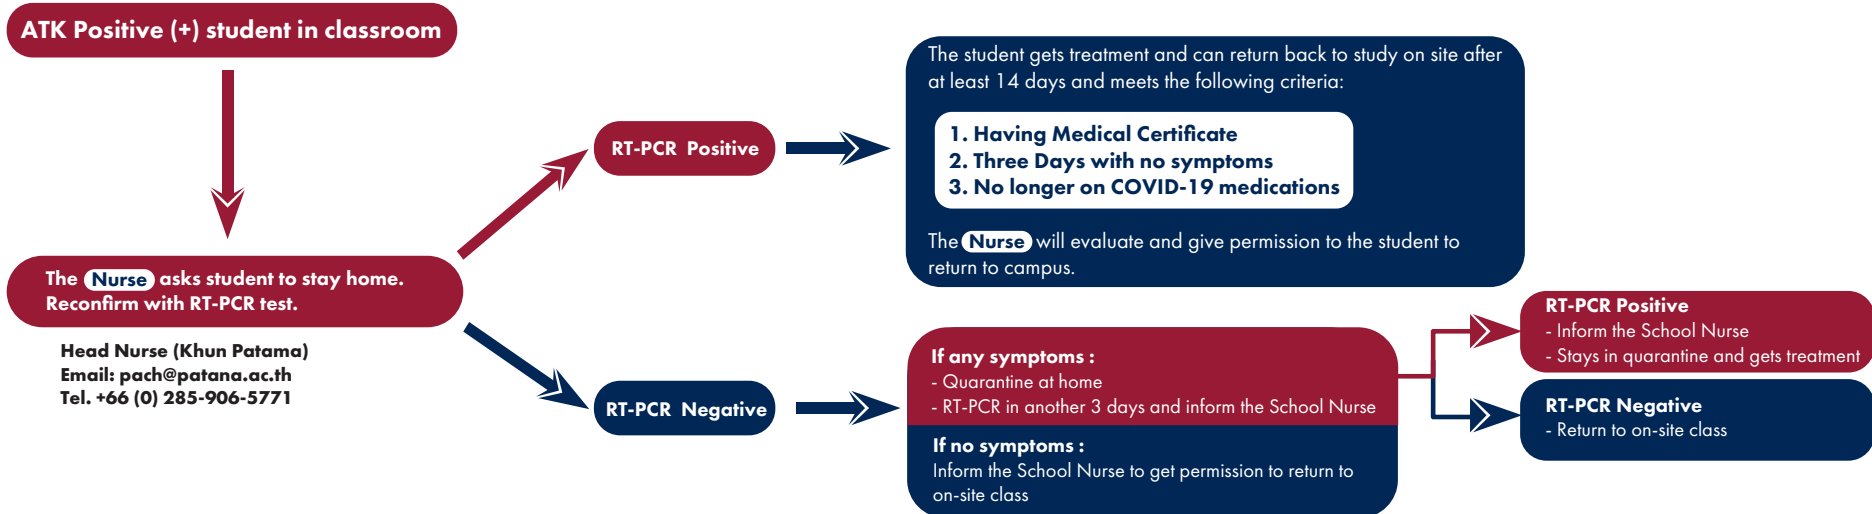 ATK Positive (+) student in classroom
The Nurse asks student to stay home.
Reconfirm with RT-PCR test.
Head Nurse (Khun Patama)
Email: pach@patana.ac.th
Tel. +66 (0) 285-906-5771
RT-PCR Positive
The student gets treatment and can return back to study on site after
at least 14 days and meets the following criteria:
1. Having Medical Certificate
2. Three Days with no symptoms
3. No longer on COVID-19 medications
The Nurse will evaluate and give permission to the student to
return to campus.
RT-PCR Negative
If any symptoms :
- Quarantine at home
- RT-PCR in another 3 days and inform the School Nurse
If no symptoms :
Inform the School Nurse to get permission to return to
on-site class
RT-PCR Positive
- Inform the School Nurse
- Stays in quarantine and gets treatment
RT-PCR Negative
- Return to on-site class